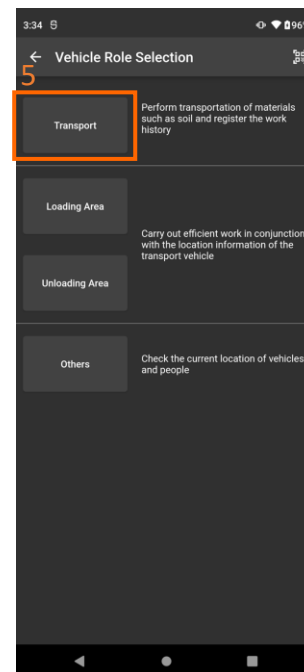 3:34
96%
Vehicle Role Selection
5
Transport
Perform transportation of materials
such as soil and register the work
history
Loading Area
Carry out efficient work in conjunction
with the location information of the
transport vehicle
Unloading Area
Others
Check the current location of vehicles
and people